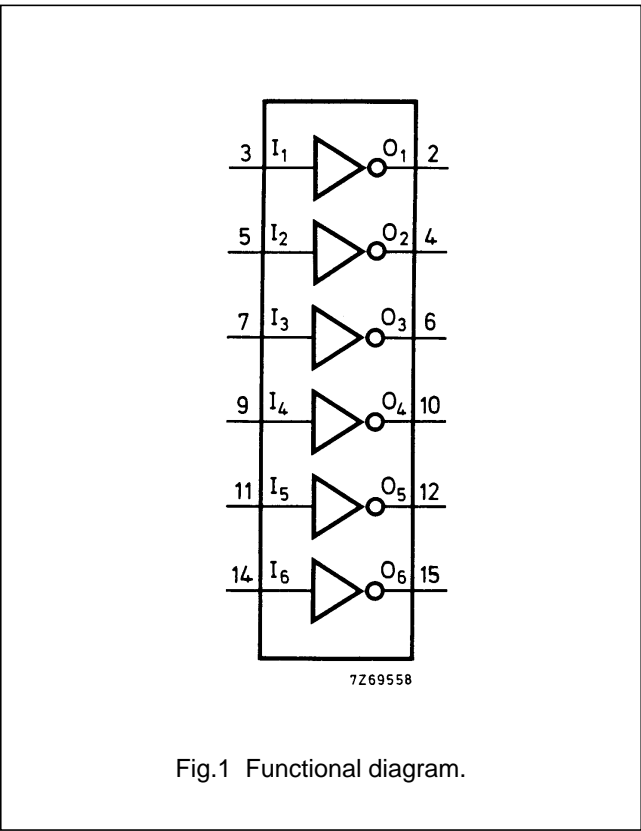 3 I₁ O₁ 2
5 I₂ O₂ 4
7 I₃ O₃ 6
9 I₄ O₄ 10
11 I₅ O₅ 12
14 I₆ O₆ 15
7Z69558
Fig.1 Functional diagram.